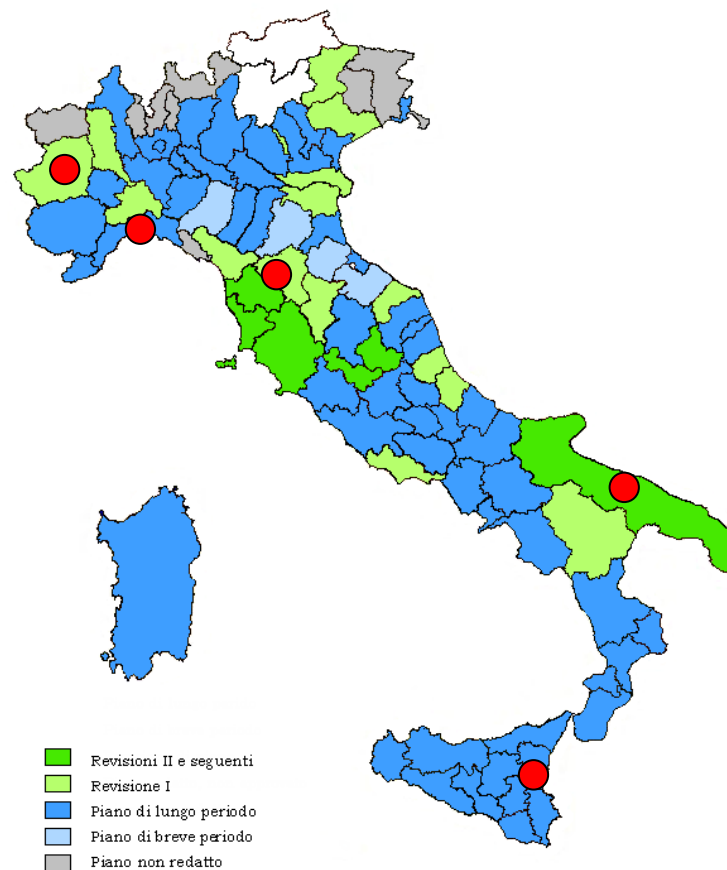 Revisioni II e seguenti
Revisione I
Piano di lungo periodo
Piano di breve periodo
Piano non redatto